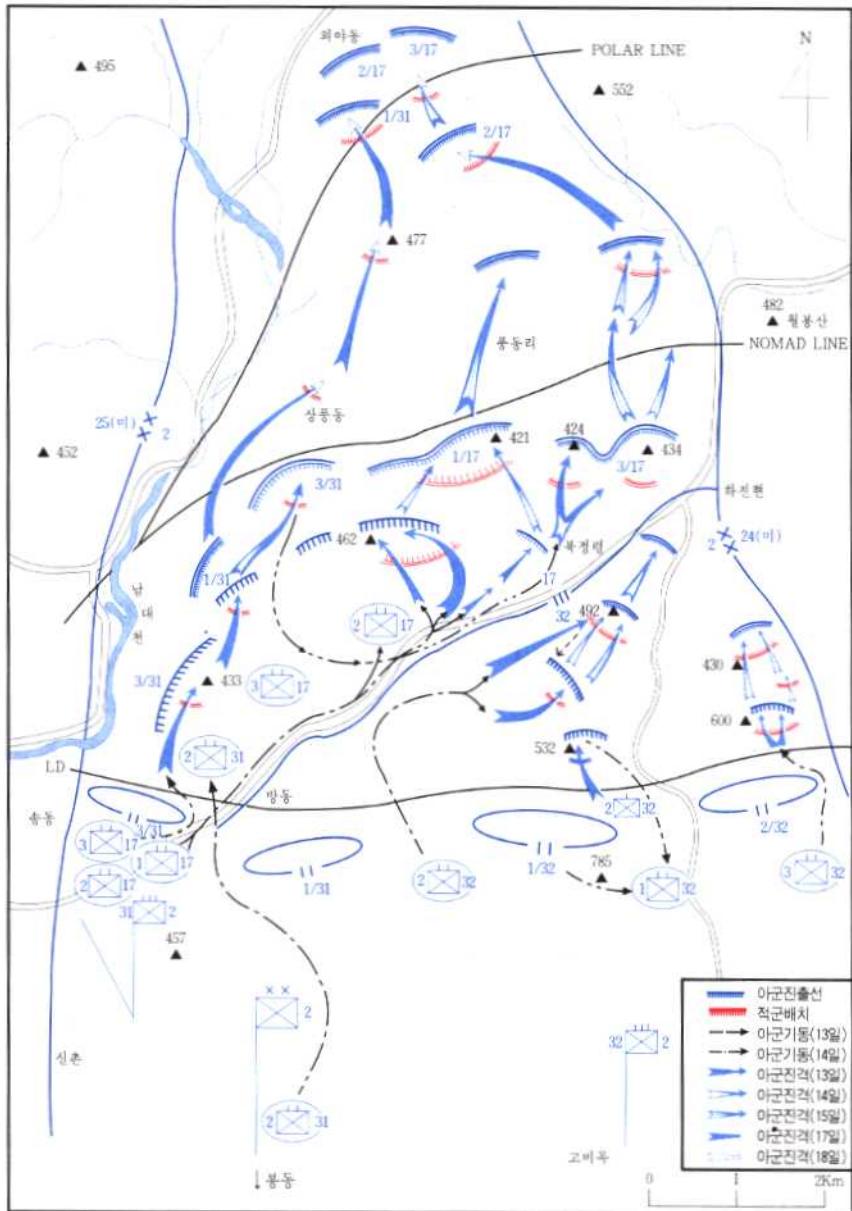 외야동
3/17
2/17
POLAR LINE
N
▲ 495
▲ 552
1/31
2/17
▲ 477
482
▲ 월봉산
풍동리
NOMAD LINE
상풍동
25(미)
2
▲ 452
424
▲ 421
▲ 434
1/17
3/17
3/31
하진현
462
북정령
24(미)
2
1/31
17
32
남대천
492
2 17
430
3/31
3 17
▲ 433
600
2 31
532
LD
방동
2 32
송동
3/31
3 17
1 17
2/32
1/32
785
2 17
1/31
2 32
1 32
3 32
31 2
457
2
32 2
신촌
2 31
봉동
고비목
아군진출선
적군배치
아군기동(13일)
아군기동(14일)
아군진격(13일)
아군진격(14일)
아군진격(15일)
아군진격(17일)
아군진격(18일)
0 1 2Km